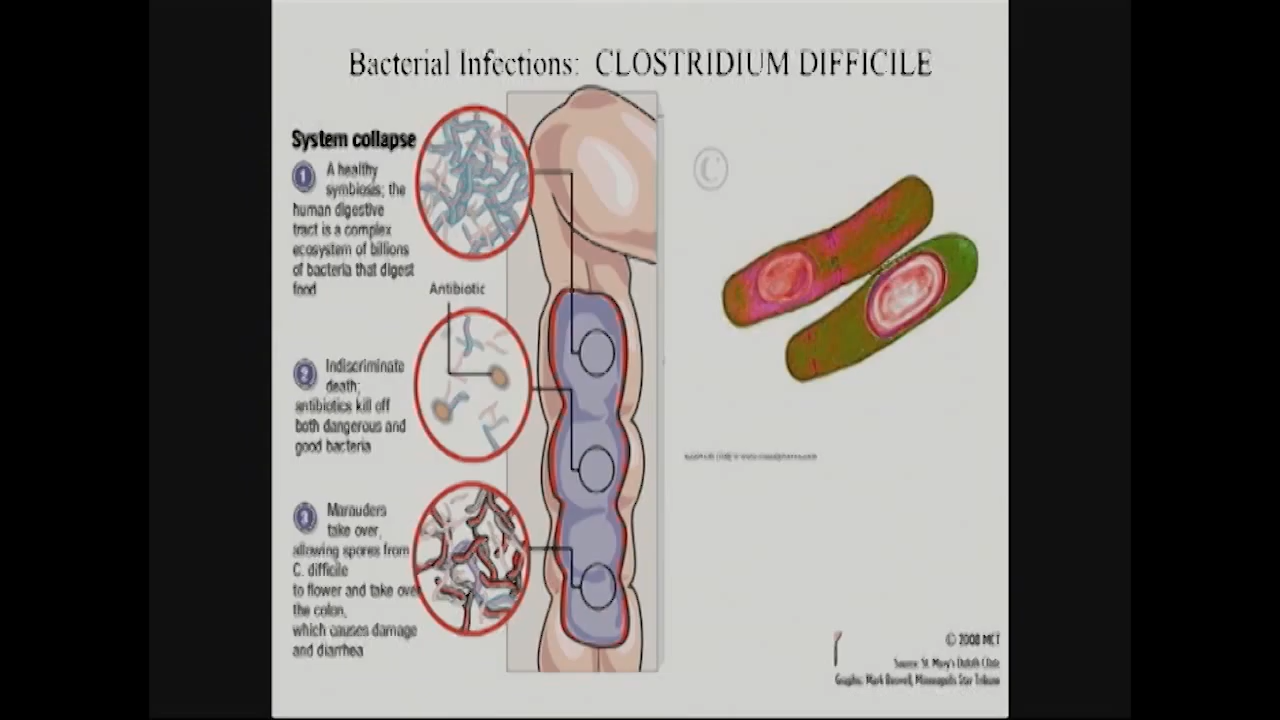 Bacterial Infections: CLOSTRIDIUM DIFFICILE
System collapse
1 A healthy
symbiosis; the
human digestive
tract is a complex
ecosystem of billions
of bacteria that digest
food
Antibiotic
2 Indiscriminate
death;
antibiotics kill off
both dangerous and
good bacteria
3 Marauders
take over,
allowing spores from
C. difficile
to flower and take over
the colon,
which causes damage
and diarrhea
©
© 2008 MCT
Source: St. Mary's Duluth Clinic
Graphic: Mark Boswell, Minneapolis Star Tribune